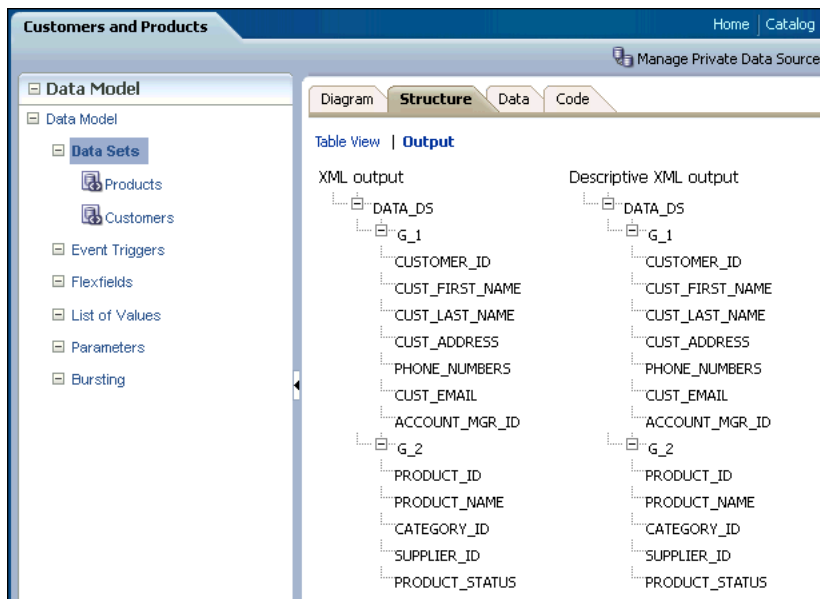 Customers and Products
Home | Catalog
Manage Private Data Source
Data Model
Data Model
Data Sets
Products
Customers
Event Triggers
Flexfields
List of Values
Parameters
Bursting
Diagram Structure Data Code
Table View | Output
XML output
DATA_DS
G_1
CUSTOMER_ID
CUST_FIRST_NAME
CUST_LAST_NAME
CUST_ADDRESS
PHONE_NUMBERS
CUST_EMAIL
ACCOUNT_MGR_ID
G_2
PRODUCT_ID
PRODUCT_NAME
CATEGORY_ID
SUPPLIER_ID
PRODUCT_STATUS
Descriptive XML output
DATA_DS
G_1
CUSTOMER_ID
CUST_FIRST_NAME
CUST_LAST_NAME
CUST_ADDRESS
PHONE_NUMBERS
CUST_EMAIL
ACCOUNT_MGR_ID
G_2
PRODUCT_ID
PRODUCT_NAME
CATEGORY_ID
SUPPLIER_ID
PRODUCT_STATUS